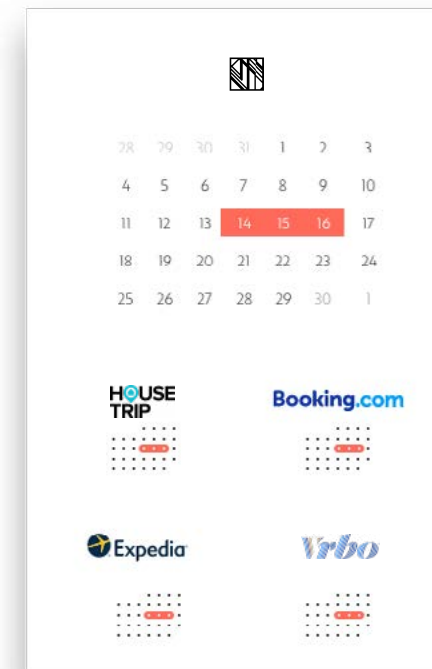 28 29 30 31 1 2 3
4 5 6 7 8 9 10
11 12 13 14 15 16 17
18 19 20 21 22 23 24
25 26 27 28 29 30 1
HOUSE
TRIP
Booking.com
Expedia
Vrbo